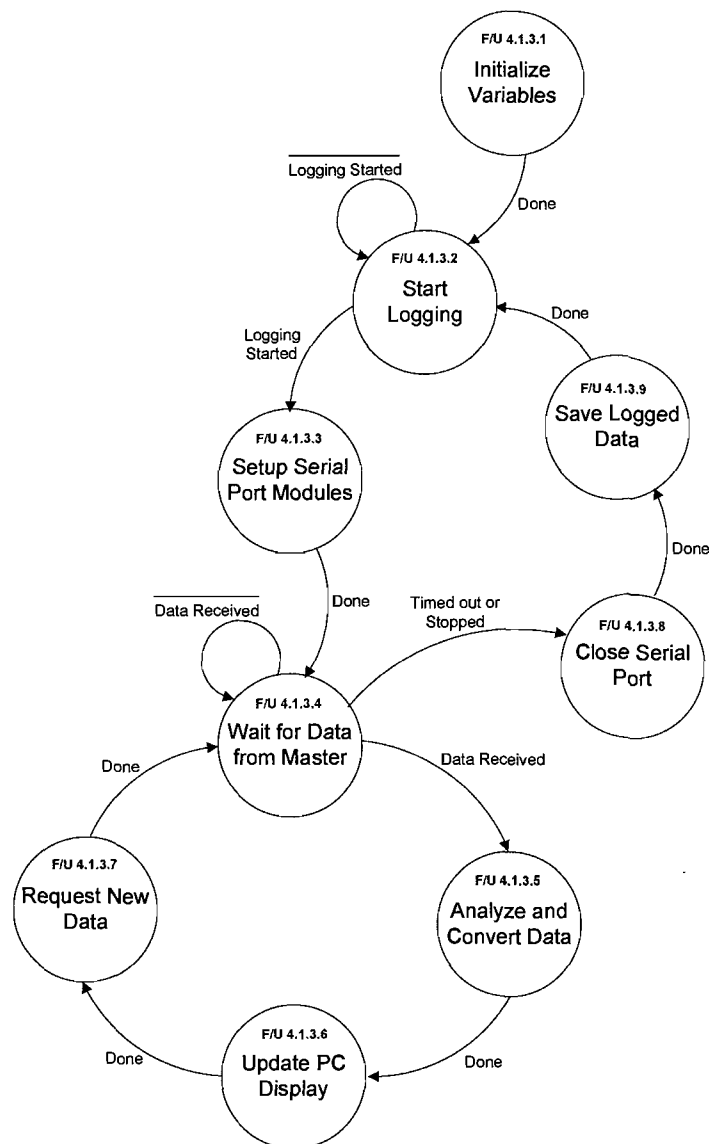 F/U 4.1.3.1
Initialize
Variables
Done
Logging Started
F/U 4.1.3.2
Start
Logging
Logging
Started
Done
F/U 4.1.3.9
Save Logged
Data
F/U 4.1.3.3
Setup Serial
Port Modules
Done
Data Received
Done
Timed out or
Stopped
F/U 4.1.3.8
Close Serial
Port
F/U 4.1.3.4
Wait for Data
from Master
Done
Data Received
F/U 4.1.3.7
Request New
Data
F/U 4.1.3.5
Analyze and
Convert Data
F/U 4.1.3.6
Update PC
Display
Done
Done